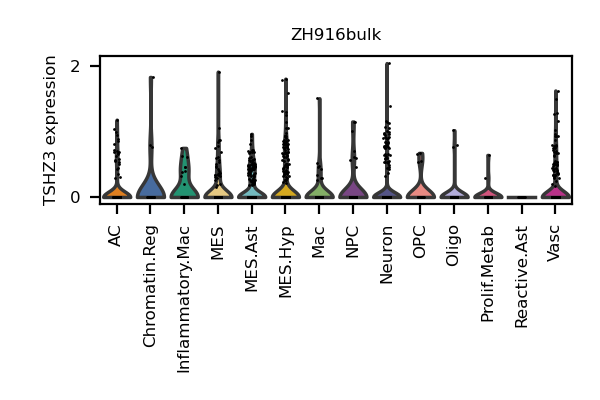 ZH916bulk
TSHZ3 expression
2
0
AC
Chromatin.Reg
Inflammatory.Mac
MES
MES.Ast
MES.Hyp
Mac
NPC
Neuron
OPC
Oligo
Prolif.Metab
Reactive.Ast
Vasc